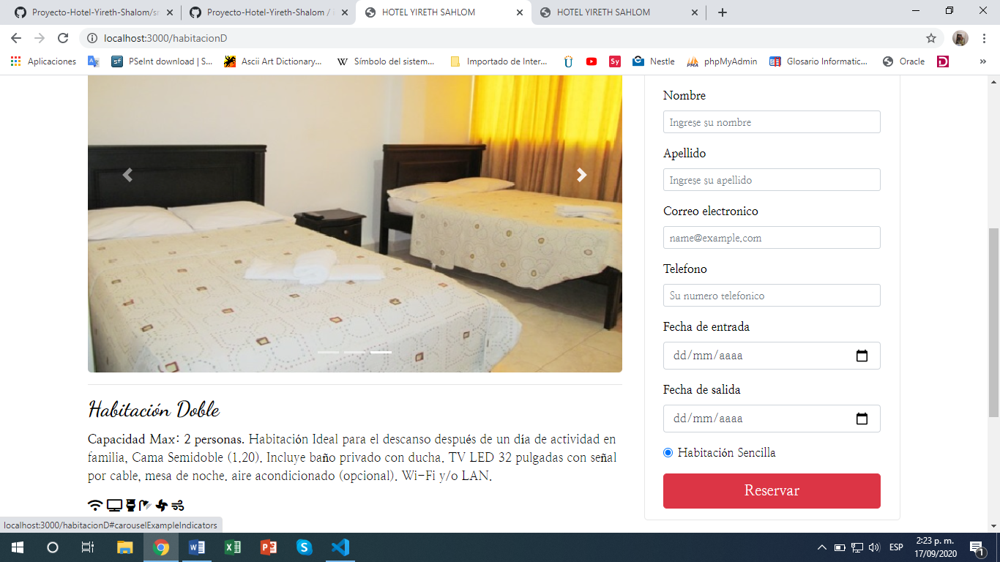 Proyecto-Hotel-Yireth-Shalom/sr
Proyecto-Hotel-Yireth-Shalom /
HOTEL YIRETH SAHLOM
HOTEL YIRETH SAHLOM
localhost:3000/habitacionD
Aplicaciones
PSeInt download | S...
Ascii Art Dictionary...
Símbolo del sistem...
Importado de Inter...
Nestle
phpMyAdmin
Glosario Informatic...
Oracle
»
Nombre
Ingrese su nombre
Apellido
Ingrese su apellido
Correo electronico
name@example.com
Telefono
Su numero telefonico
Fecha de entrada
dd/mm/aaaa
Fecha de salida
dd/mm/aaaa
Habitación Sencilla
Reservar
Habitación Doble
Capacidad Max: 2 personas. Habitación Ideal para el descanso después de un día de actividad en
familia, Cama Semidoble (1.20). Incluye baño privado con ducha. TV LED 32 pulgadas con señal
por cable, mesa de noche. aire acondicionado (opcional). Wi-Fi y/o LAN.
localhost:3000/habitacionD#carouselExampleIndicators
ESP
2:23 p. m.
17/09/2020
1